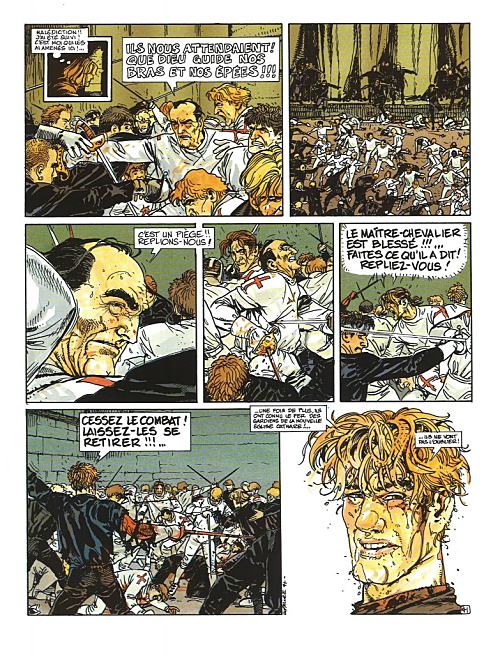 MALÉDICTION!!
J'AI ÉTÉ SUIVI!
C'EST MOI QUI LES
AI AMENÉS ICI!...
ILS NOUS ATTENDAIENT!
QUE DIEU GUIDE NOS
BRAS ET NOS ÉPÉES!!!
C'EST UN PIÈGE!!
REPLIONS-NOUS!
LE MAÎTRE-CHEVALIER
EST BLESSÉ!!!...
FAITES CE QU'IL A DIT!
REPLIEZ-VOUS!
CESSEZ LE COMBAT!
LAISSEZ-LES SE
RETIRER!!!...
...UNE FOIS DE PLUS, ILS
ONT CONNU LE FER DES
GARDIENS DE LA NOUVELLE
ÉGLISE
...ILS NE VONT
PAS L'OUBLIER!